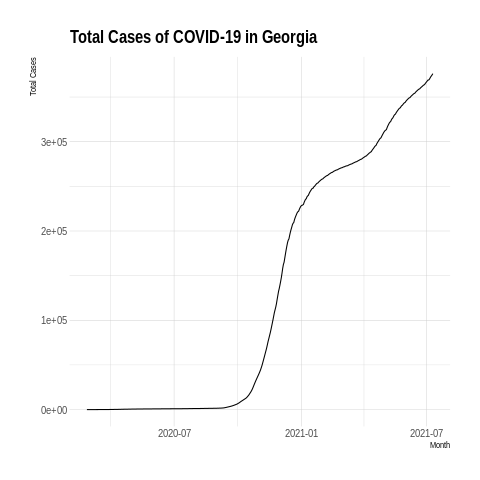 Total Cases of COVID-19 in Georgia
Total Cases
3e+05
2e+05
1e+05
0e+00
2020-07 2021-01 2021-07
Month